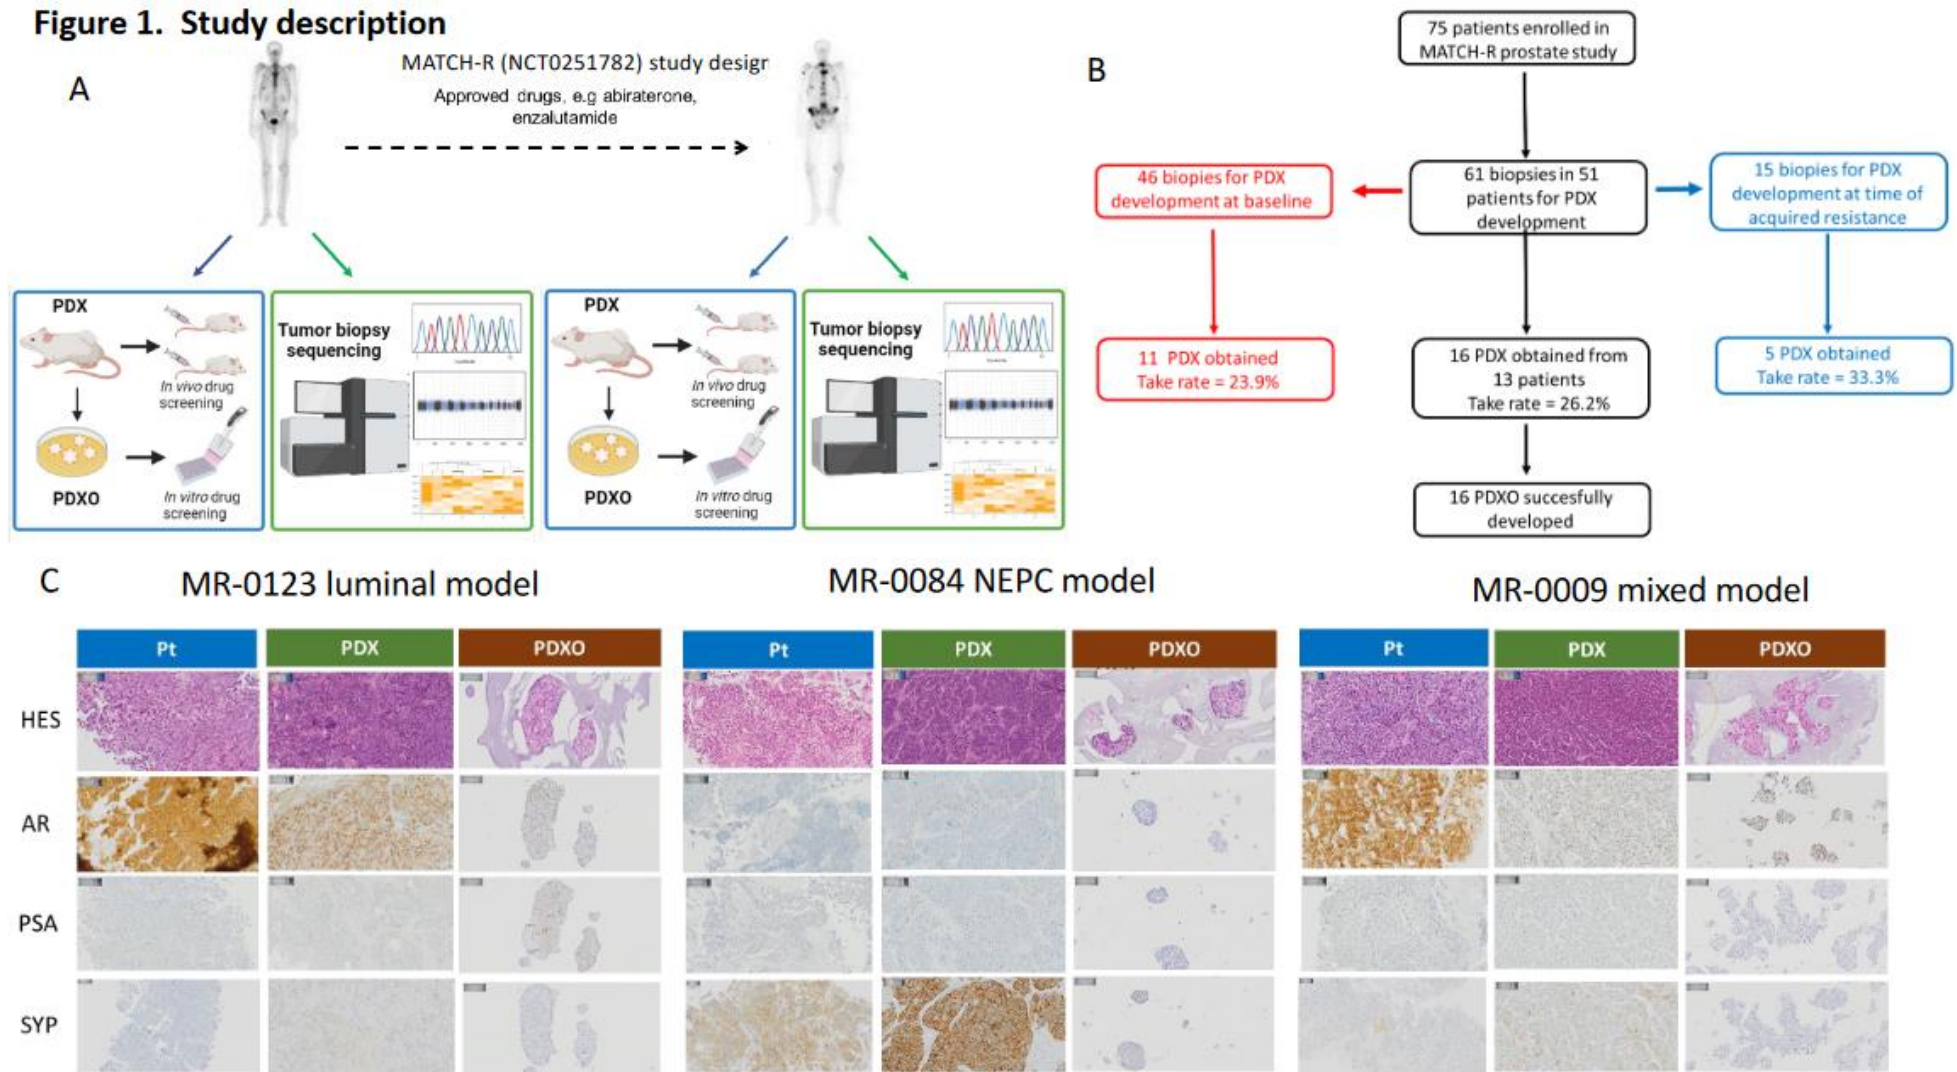 Figure 1. Study description
A
MATCH-R (NCT0251782) study desigr
Approved drugs, e.g abiraterone,
enzalutamide
PDX
In vivo drug
screening
PDXO
In vitro drug
screening
Tumor biopsy
sequencing
PDX
In vivo drug
screening
PDXO
In vitro drug
screening
Tumor biopsy
sequencing
B
75 patients enrolled in
MATCH-R prostate study
46 biopies for PDX
development at baseline
61 biopsies in 51
patients for PDX
development
15 biopies for PDX
development at time of
acquired resistance
11 PDX obtained
Take rate = 23.9%
16 PDX obtained from
13 patients
Take rate = 26.2%
5 PDX obtained
Take rate = 33.3%
16 PDXO succesfully
developed
C
MR-0123 luminal model
MR-0084 NEPC model
MR-0009 mixed model
Pt PDX PDXO
Pt PDX PDXO
Pt PDX PDXO
HES
AR
PSA
SYP